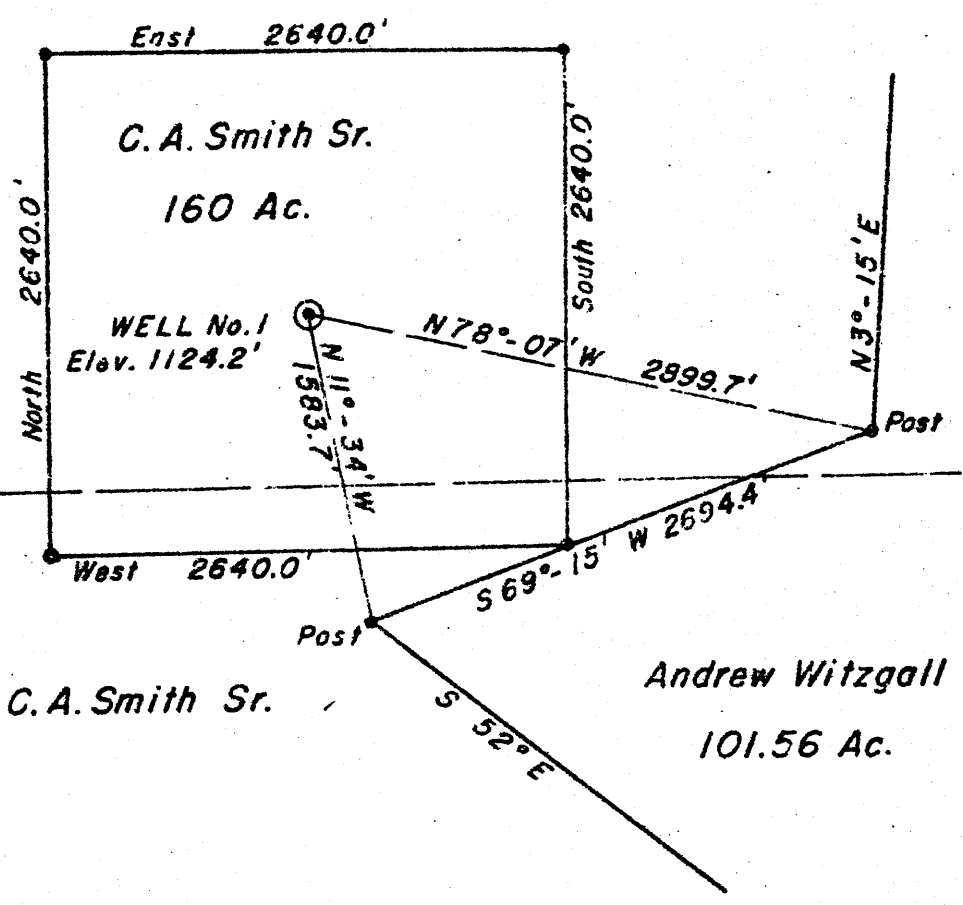 East 2640.0'
C. A. Smith Sr.
160 Ac.
North 2640.0'
South 2640.0'
N 3°-15' E
WELL No. 1
Elev. 1124.2'
N 78°-07' W 2899.7'
N 11°-34' W
1583.7'
Post
S 69°-15' W 2694.4'
West 2640.0'
Post
C. A. Smith Sr.
S 52° E
Andrew Witzgall
101.56 Ac.